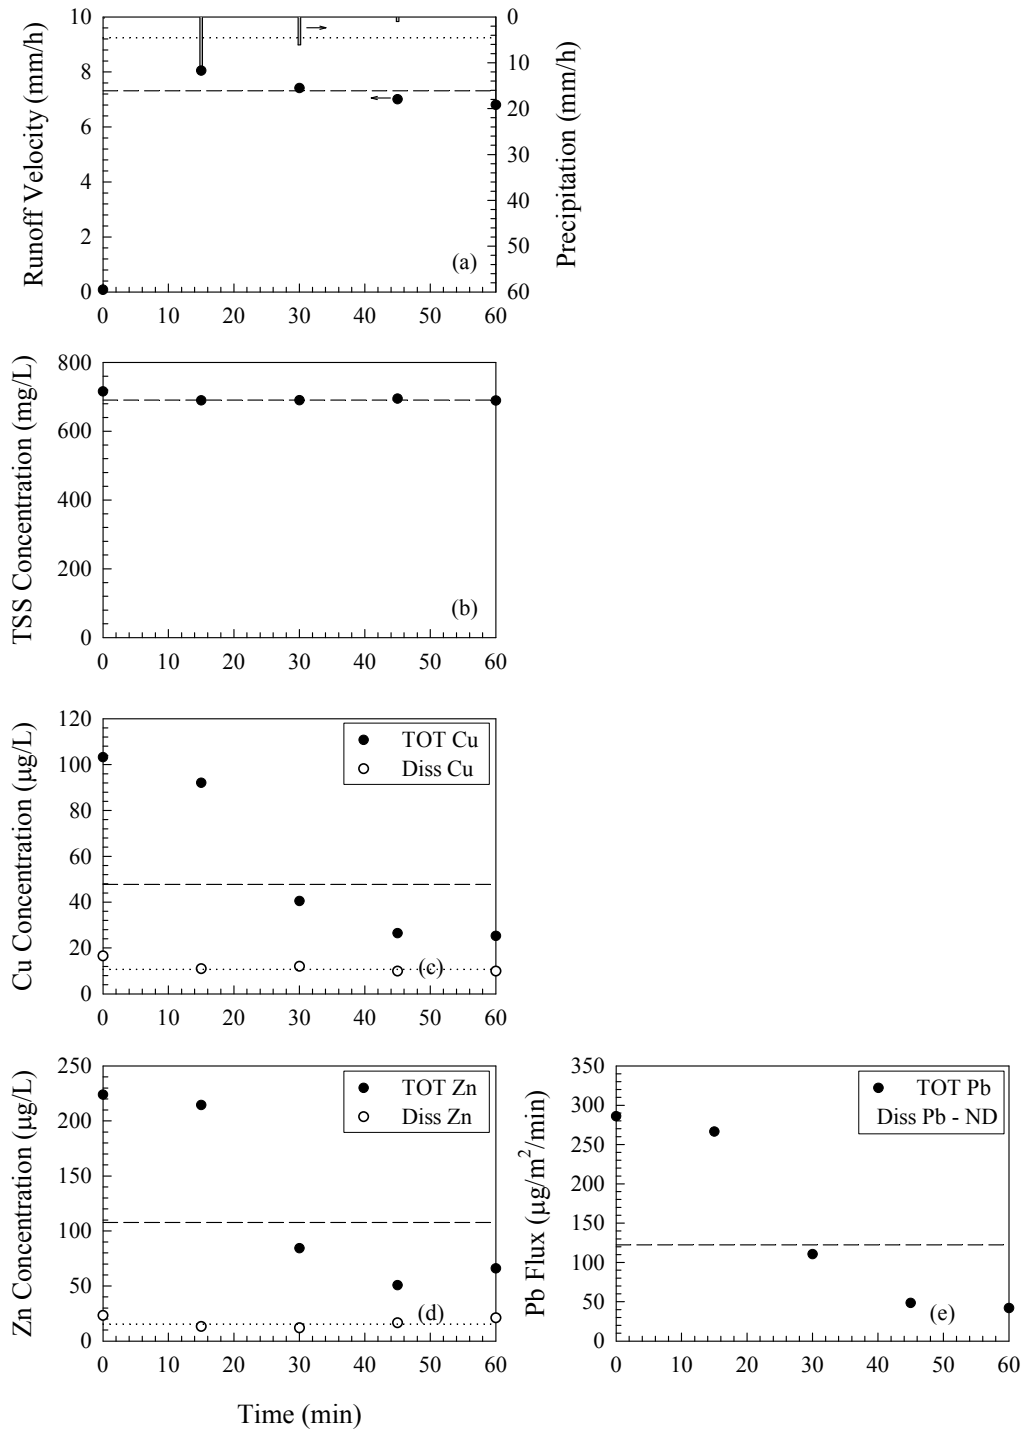 Runoff Velocity (mm/h)
10
8
6
4
2
0
0
10
20
30
40
50
60
Precipitation (mm/h)
(a)
0 10 20 30 40 50 60
TSS Concentration (mg/L)
800
600
400
200
0
(b)
0 10 20 30 40 50 60
Cu Concentration (µg/L)
120
100
80
60
40
20
0
TOT Cu
Diss Cu
(c)
0 10 20 30 40 50 60
Zn Concentration (µg/L)
250
200
150
100
50
0
TOT Zn
Diss Zn
(d)
0 10 20 30 40 50 60
Time (min)
Pb Flux (µg/m²/min)
350
300
250
200
150
100
50
0
TOT Pb
Diss Pb - ND
(e)
0 10 20 30 40 50 60